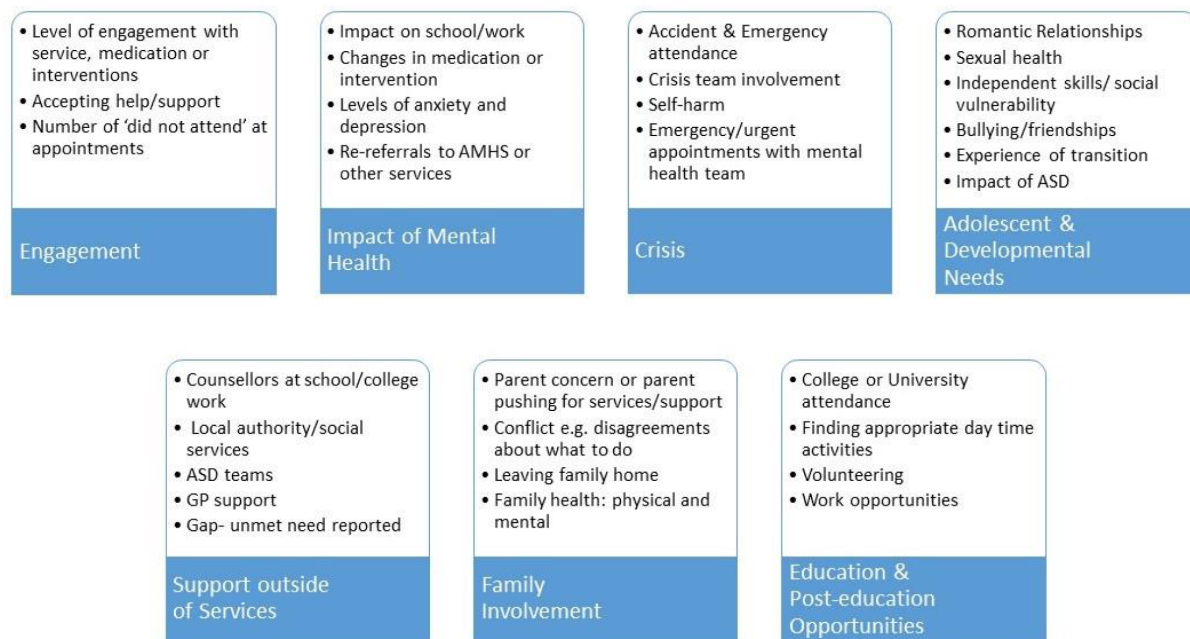 • Level of engagement with
service, medication or
interventions
• Accepting help/support
• Number of ‘did not attend’ at
appointments
Engagement
• Impact on school/work
• Changes in medication or
intervention
• Levels of anxiety and
depression
• Re-referrals to AMHS or
other services
Impact of Mental
Health
• Accident & Emergency
attendance
• Crisis team involvement
• Self-harm
• Emergency/urgent
appointments with mental
health team
Crisis
• Romantic Relationships
• Sexual health
• Independent skills/ social
vulnerability
• Bullying/friendships
• Experience of transition
• Impact of ASD
Adolescent &
Developmental
Needs
• Counsellors at school/college
work
• Local authority/social
services
• ASD teams
• GP support
• Gap- unmet need reported
Support outside
of Services
• Parent concern or parent
pushing for services/support
• Conflict e.g. disagreements
about what to do
• Leaving family home
• Family health: physical and
mental
Family
Involvement
• College or University
attendance
• Finding appropriate day time
activities
• Volunteering
• Work opportunities
Education &
Post-education
Opportunities